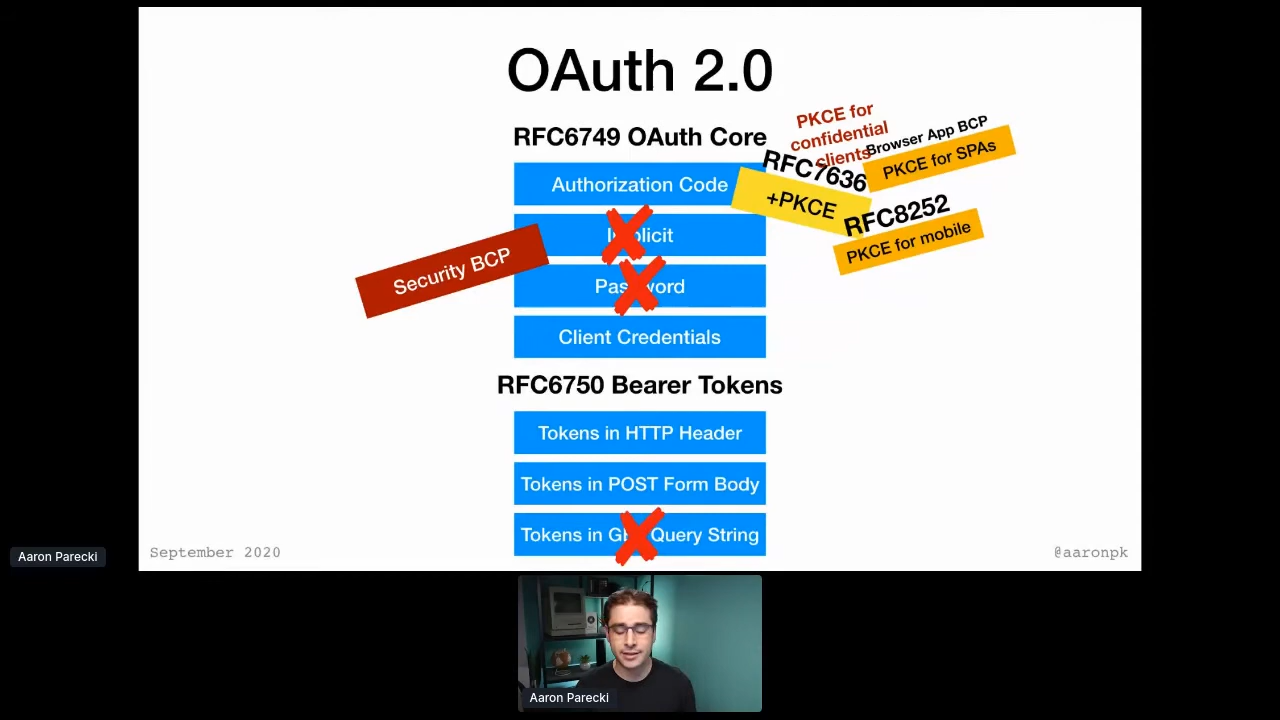 OAuth 2.0
RFC6749 OAuth Core
PKCE for
confidential
clients
Browser App BCP
PKCE for SPAs
RFC7636
+PKCE
RFC8252
PKCE for mobile
Authorization Code
Implicit
Password
Client Credentials
Security BCP
RFC6750 Bearer Tokens
Tokens in HTTP Header
Tokens in POST Form Body
Tokens in GET Query String
September 2020
@aaronpk
Aaron Parecki
Aaron Parecki